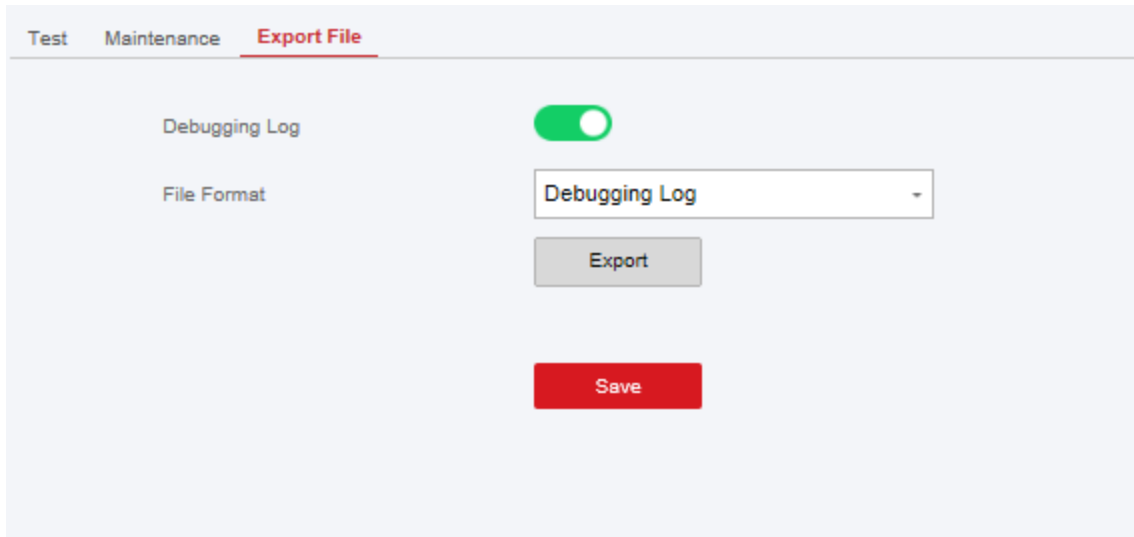 Test Maintenance Export File
Debugging Log
File Format Debugging Log
Export
Save